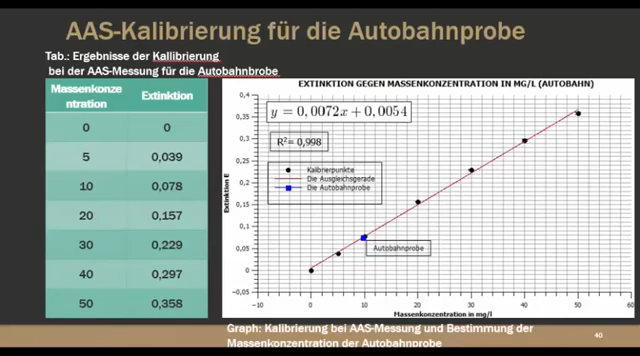 AAS-Kalibrierung für die Autobahnprobe
Tab.: Ergebnisse der Kallibrierung
bei der AAS-Messung für die Autobahbrobe
Massenkonze
ntration
Extinktion
0 0
5 0,039
10 0,078
20 0,157
30 0,229
40 0,297
50 0,358
EXTINKTION GEGEN MASSENKONZENTRATION IN MG/L (AUTOBAHN)
y = 0,0072x + 0,0054
R²= 0,998
Kalibrierpunkte
Die Ausgleichsgerade
Die Autobahnprobe
Autobahnprobe
Extinktion E
0,4
0,35
0,3
0,25
0,2
0,15
0,1
0,05
0
−0,05
−10 0 10 20 30 40 50 60
Massenkonzentration in mg/l
Graph: Kalibrierung bei AAS-Messung und Bestimmung der
Massenkonzentration der Autobahnprobe
40